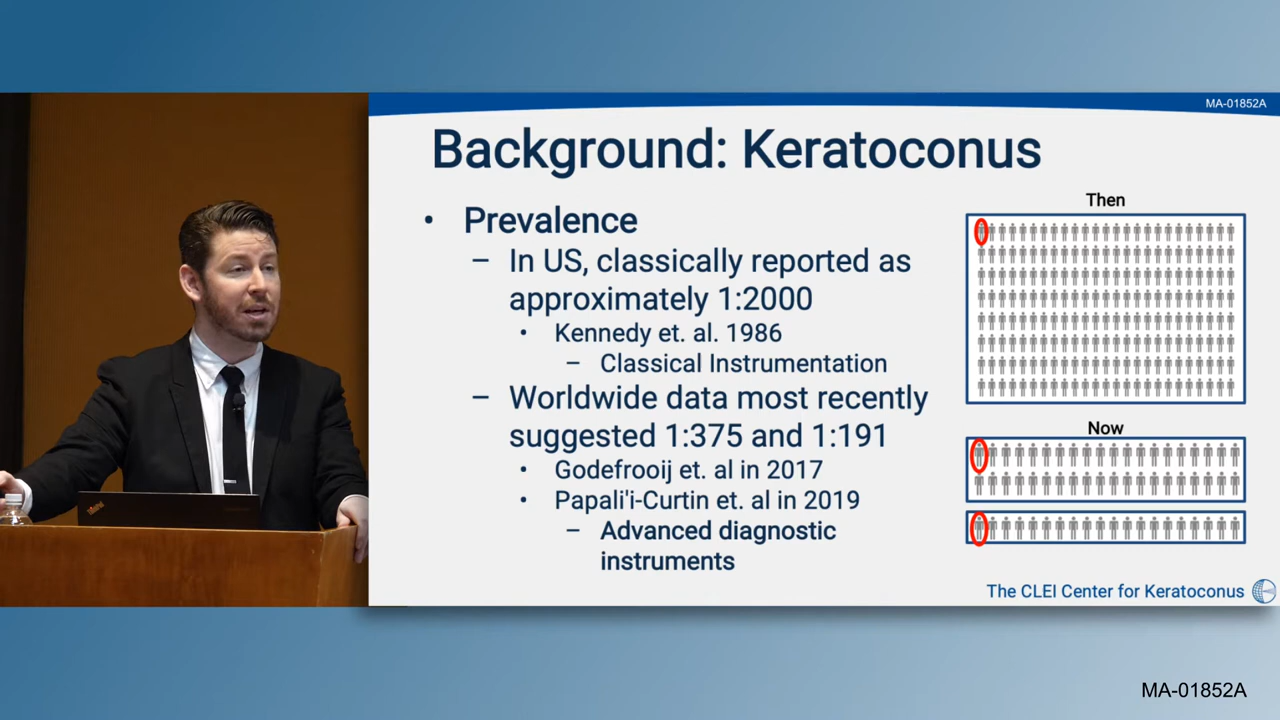 MA-01852A
Background: Keratoconus
• Prevalence
– In US, classically reported as
approximately 1:2000
• Kennedy et. al. 1986
– Classical Instrumentation
– Worldwide data most recently
suggested 1:375 and 1:191
• Godefrooij et. al in 2017
• Papali'i-Curtin et. al in 2019
– Advanced diagnostic
instruments
Then
Now
The CLEI Center for Keratoconus
MA-01852A